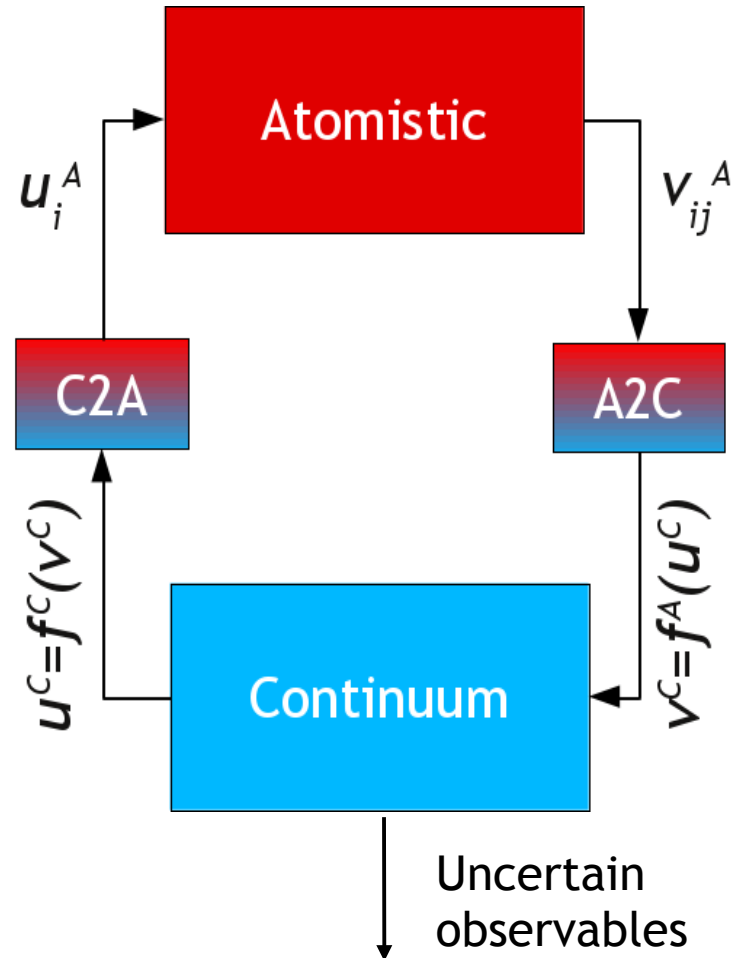 Atomistic
u_i^A
v_ij^A
C2A
A2C
u^C=f^C(v^C)
v^C=f^A(u^C)
Continuum
Uncertain
observables